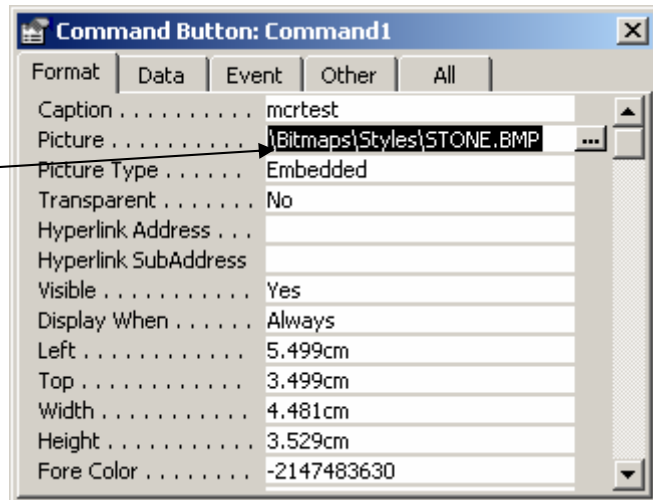 Command Button: Command1
Format Data Event Other All
Caption . . . . . . . . . . mcrtest
Picture . . . . . . . . . . . \Bitmaps\Styles\STONE.BMP ...
Picture Type . . . . . . Embedded
Transparent . . . . . . . No
Hyperlink Address . . .
Hyperlink SubAddress
Visible . . . . . . . . . . . Yes
Display When . . . . . . Always
Left . . . . . . . . . . . . 5.499cm
Top . . . . . . . . . . . . 3.499cm
Width . . . . . . . . . . . 4.481cm
Height . . . . . . . . . . . 3.529cm
Fore Color . . . . . . . . -2147483630